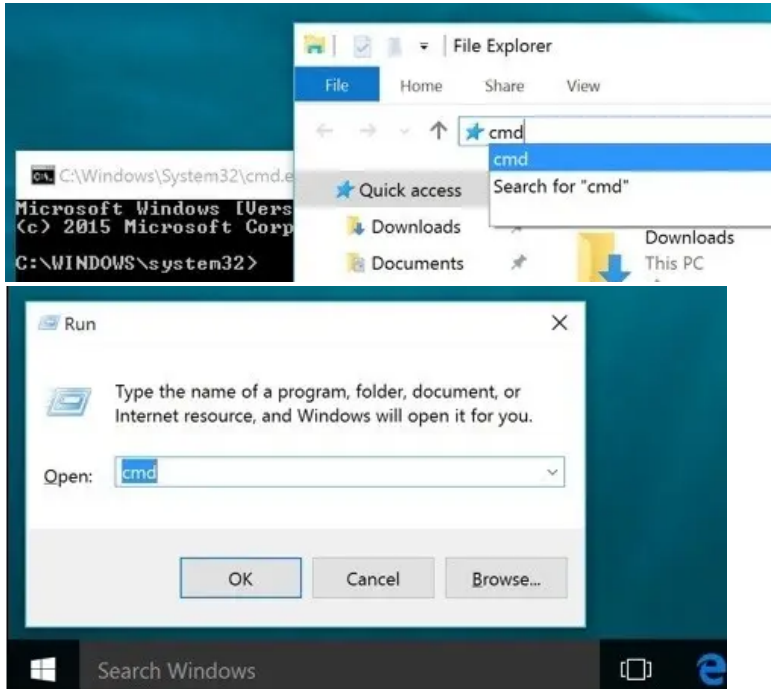 File Explorer
File Home Share View
cmd
cmd
Search for "cmd"
C:\Windows\System32\cmd.e
Microsoft Windows [Vers
(c) 2015 Microsoft Corp
C:\WINDOWS\system32>
Quick access
Downloads
Documents
Downloads
This PC
Run
Type the name of a program, folder, document, or
Internet resource, and Windows will open it for you.
Open: cmd
OK Cancel Browse...
Search Windows